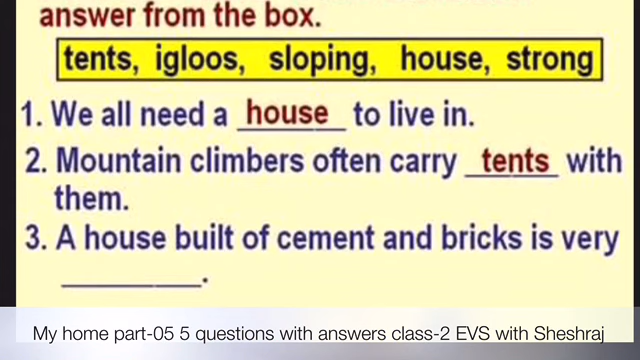 answer from the box.
tents, igloos, sloping, house, strong
1. We all need a house to live in.
2. Mountain climbers often carry tents with
them.
3. A house built of cement and bricks is very
_________.
My home part-05 5 questions with answers class-2 EVS with Sheshraj